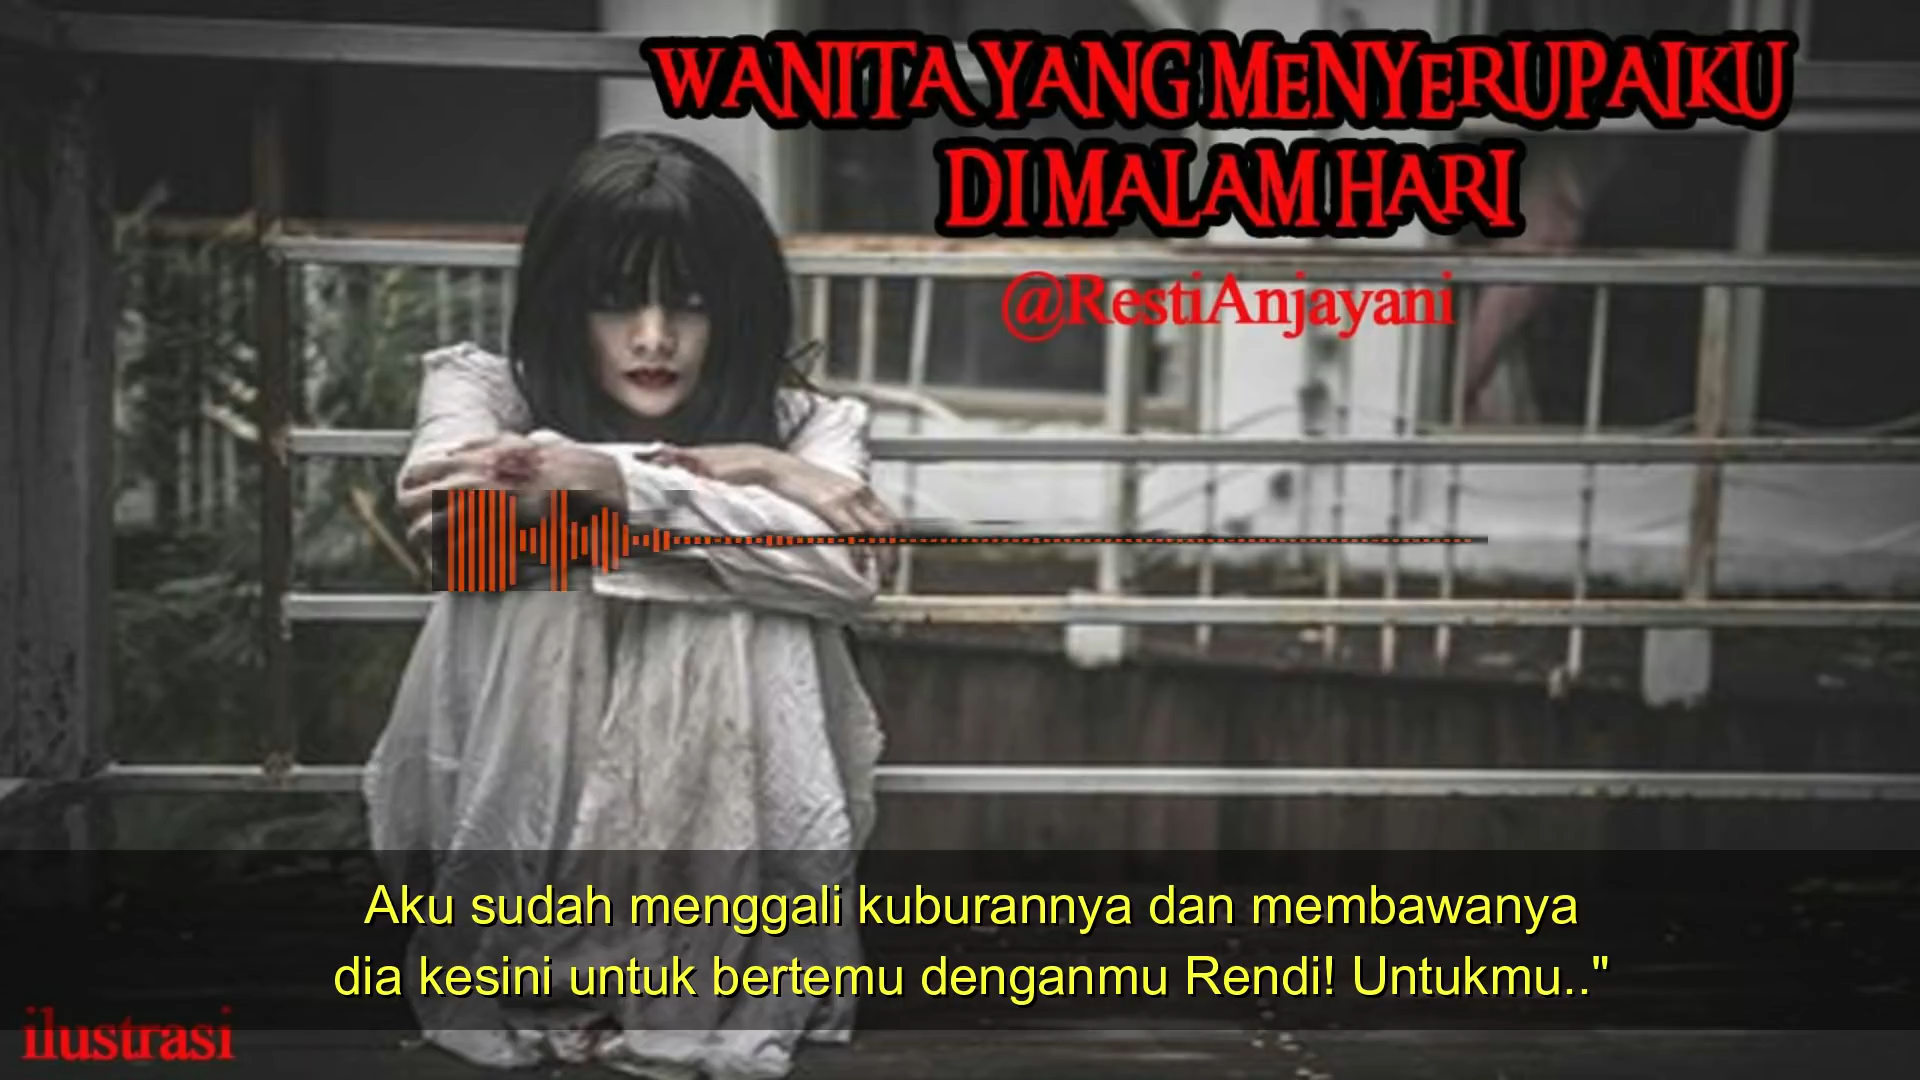 WANITA YANG MENYERUPAIKU
DI MALAM HARI
@RestiAnjayani
Aku sudah menggali kuburannya dan membawanya
dia kesini untuk bertemu denganmu Rendi! Untukmu.."
ilustrasi